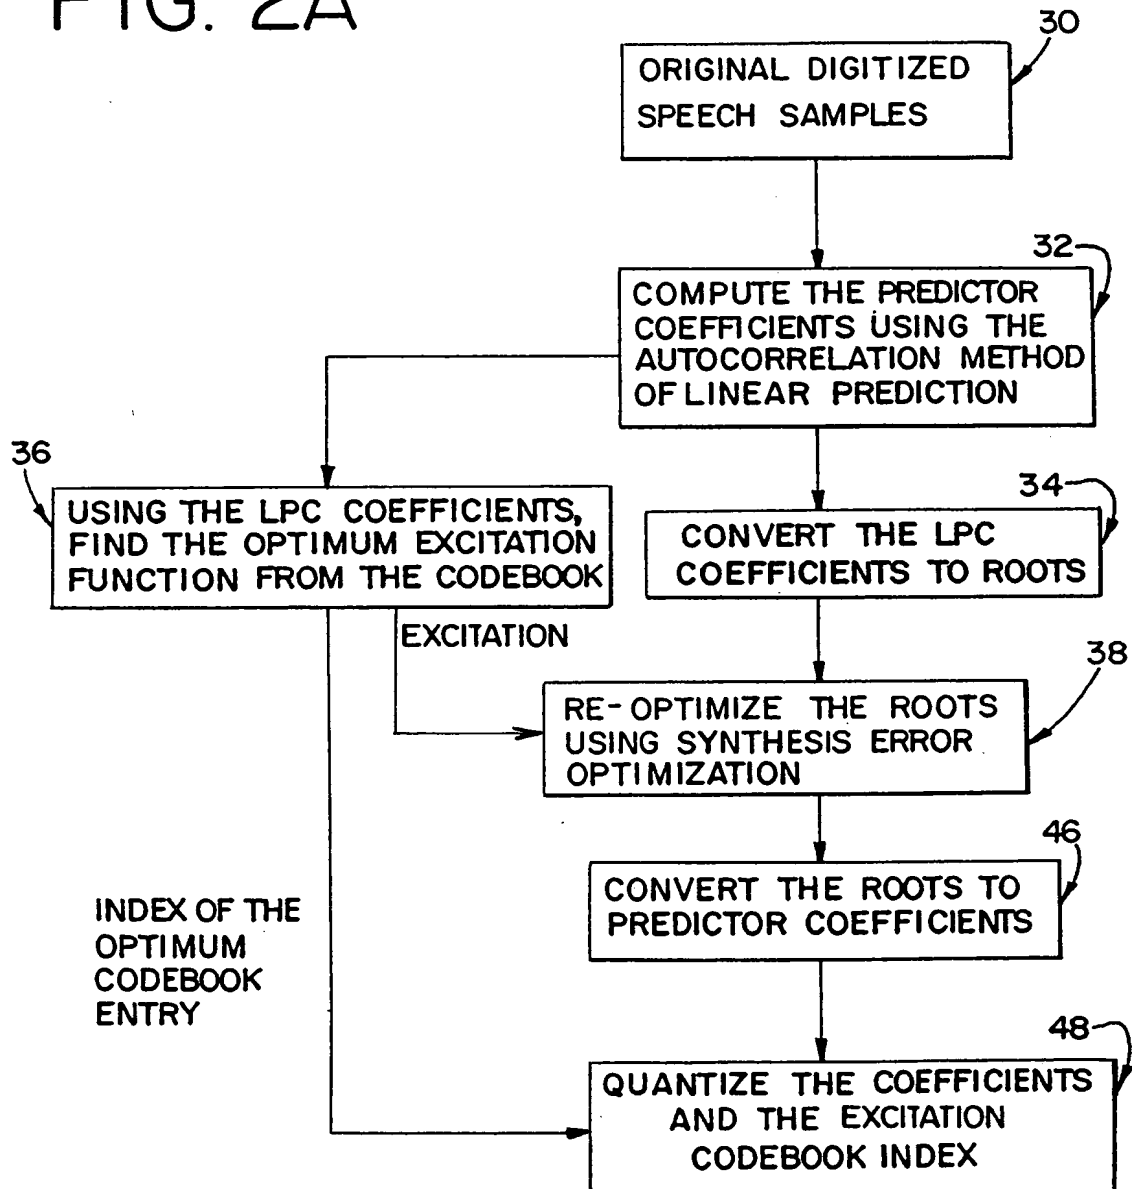 FIG. 2A
30
ORIGINAL DIGITIZED
SPEECH SAMPLES
32
COMPUTE THE PREDICTOR
COEFFICIENTS USING THE
AUTOCORRELATION METHOD
OF LINEAR PREDICTION
36
USING THE LPC COEFFICIENTS,
FIND THE OPTIMUM EXCITATION
FUNCTION FROM THE CODEBOOK
34
CONVERT THE LPC
COEFFICIENTS TO ROOTS
EXCITATION
38
RE-OPTIMIZE THE ROOTS
USING SYNTHESIS ERROR
OPTIMIZATION
46
CONVERT THE ROOTS TO
PREDICTOR COEFFICIENTS
INDEX OF THE
OPTIMUM
CODEBOOK
ENTRY
48
QUANTIZE THE COEFFICIENTS
AND THE EXCITATION
CODEBOOK INDEX